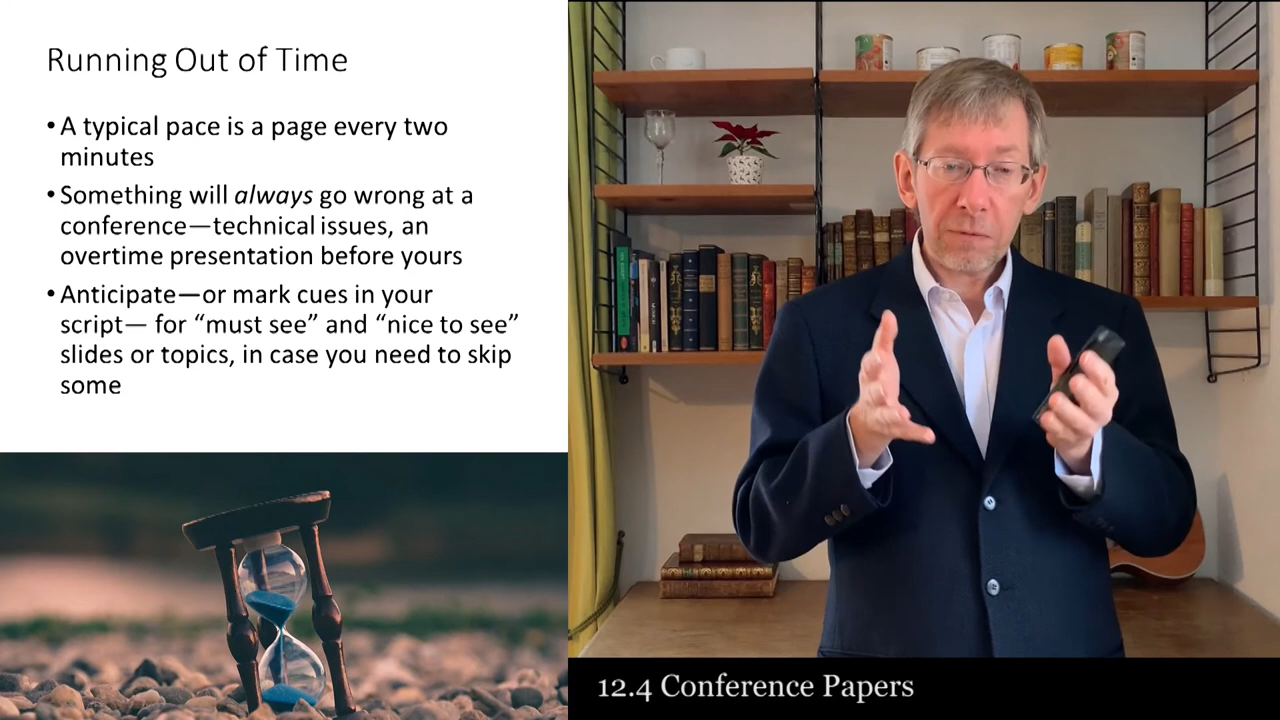 Running Out of Time
•A typical pace is a page every two
minutes
•Something will always go wrong at a
conference—technical issues, an
overtime presentation before yours
•Anticipate—or mark cues in your
script— for “must see” and “nice to see”
slides or topics, in case you need to skip
some
12.4 Conference Papers